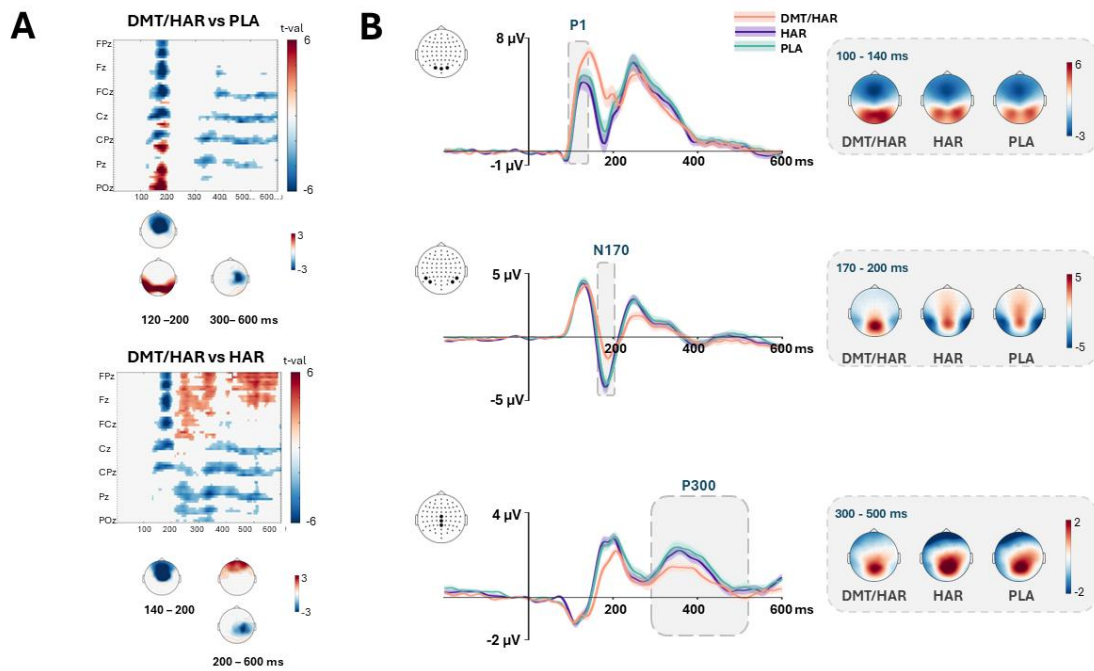 A
DMT/HAR vs PLA
t-val
FPz
Fz
FCz
Cz
CPz
Pz
POz
6
-6
100 200 300 400 500 600
3
-3
120 –200
300– 600 ms
DMT/HAR vs HAR
t-val
FPz
Fz
FCz
Cz
CPz
Pz
POz
6
-6
100 200 300 400 500 600
3
-3
140 –200
200 –600 ms
B
P1
8 µV
-1 µV
200
400
600 ms
DMT/HAR
HAR
PLA
100 - 140 ms
6
-3
DMT/HAR
HAR
PLA
N170
5 µV
-5 µV
200
400
600 ms
170 - 200 ms
5
-5
DMT/HAR
HAR
PLA
P300
4 µV
-2 µV
200
400
600 ms
300 - 500 ms
2
-2
DMT/HAR
HAR
PLA